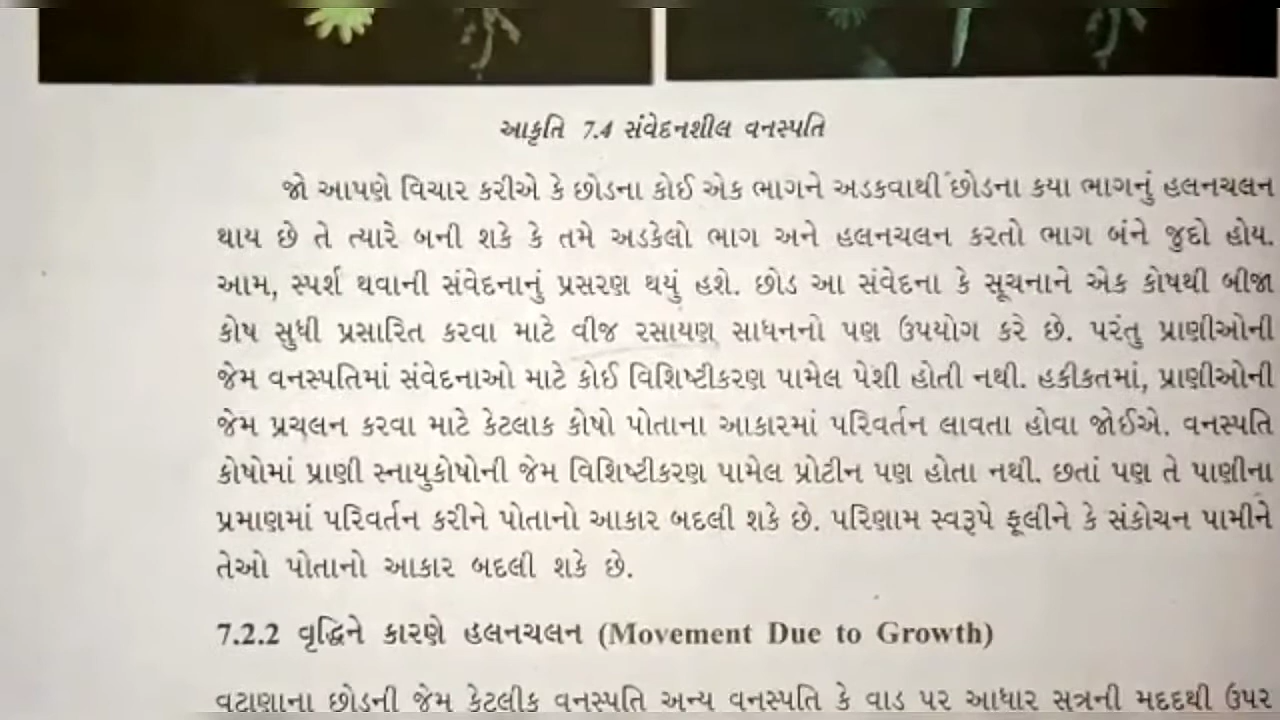 આકૃતિ 7.4 સંવેદનશીલ વનસ્પતિ
જો આપણે વિચાર કરીએ કે છોડના કોઈ એક ભાગને અડકવાથી છોડના કયા ભાગનું હલનચલન
થાય છે તે ત્યારે બની શકે કે તમે અડકેલો ભાગ અને હલનચલન કરતો ભાગ બંને જુદો હોય.
આમ, સ્પર્શ થવાની સંવેદનાનું પ્રસરણ થયું હશે. છોડ આ સંવેદના કે સૂચનાને એક કોષથી બીજા
કોષ સુધી પ્રસારિત કરવા માટે વીજ રસાયણ સાધનનો પણ ઉપયોગ કરે છે. પરંતુ પ્રાણીઓની
જેમ વનસ્પતિમાં સંવેદનાઓ માટે કોઈ વિશિષ્ટીકરણ પામેલ પેશી હોતી નથી. હકીકતમાં, પ્રાણીઓની
જેમ પ્રચલન કરવા માટે કેટલાક કોષો પોતાના આકારમાં પરિવર્તન લાવતા હોવા જોઈએ. વનસ્પતિ
કોષોમાં પ્રાણી સ્નાયુકોષોની જેમ વિશિષ્ટીકરણ પામેલ પ્રોટીન પણ હોતા નથી. છતાં પણ તે પાણીના
પ્રમાણમાં પરિવર્તન કરીને પોતાનો આકાર બદલી શકે છે. પરિણામ સ્વરૂપે ફૂલીને કે સંકોચન પામીને
તેઓ પોતાનો આકાર બદલી શકે છે.
7.2.2 વૃદ્ધિને કારણે હલનચલન (Movement Due to Growth)
વટાણાના છોડની જેમ કેટલીક વનસ્પતિ અન્ય વનસ્પતિ કે વાડ પર આધાર સૂત્રની મદદથી ઉપર